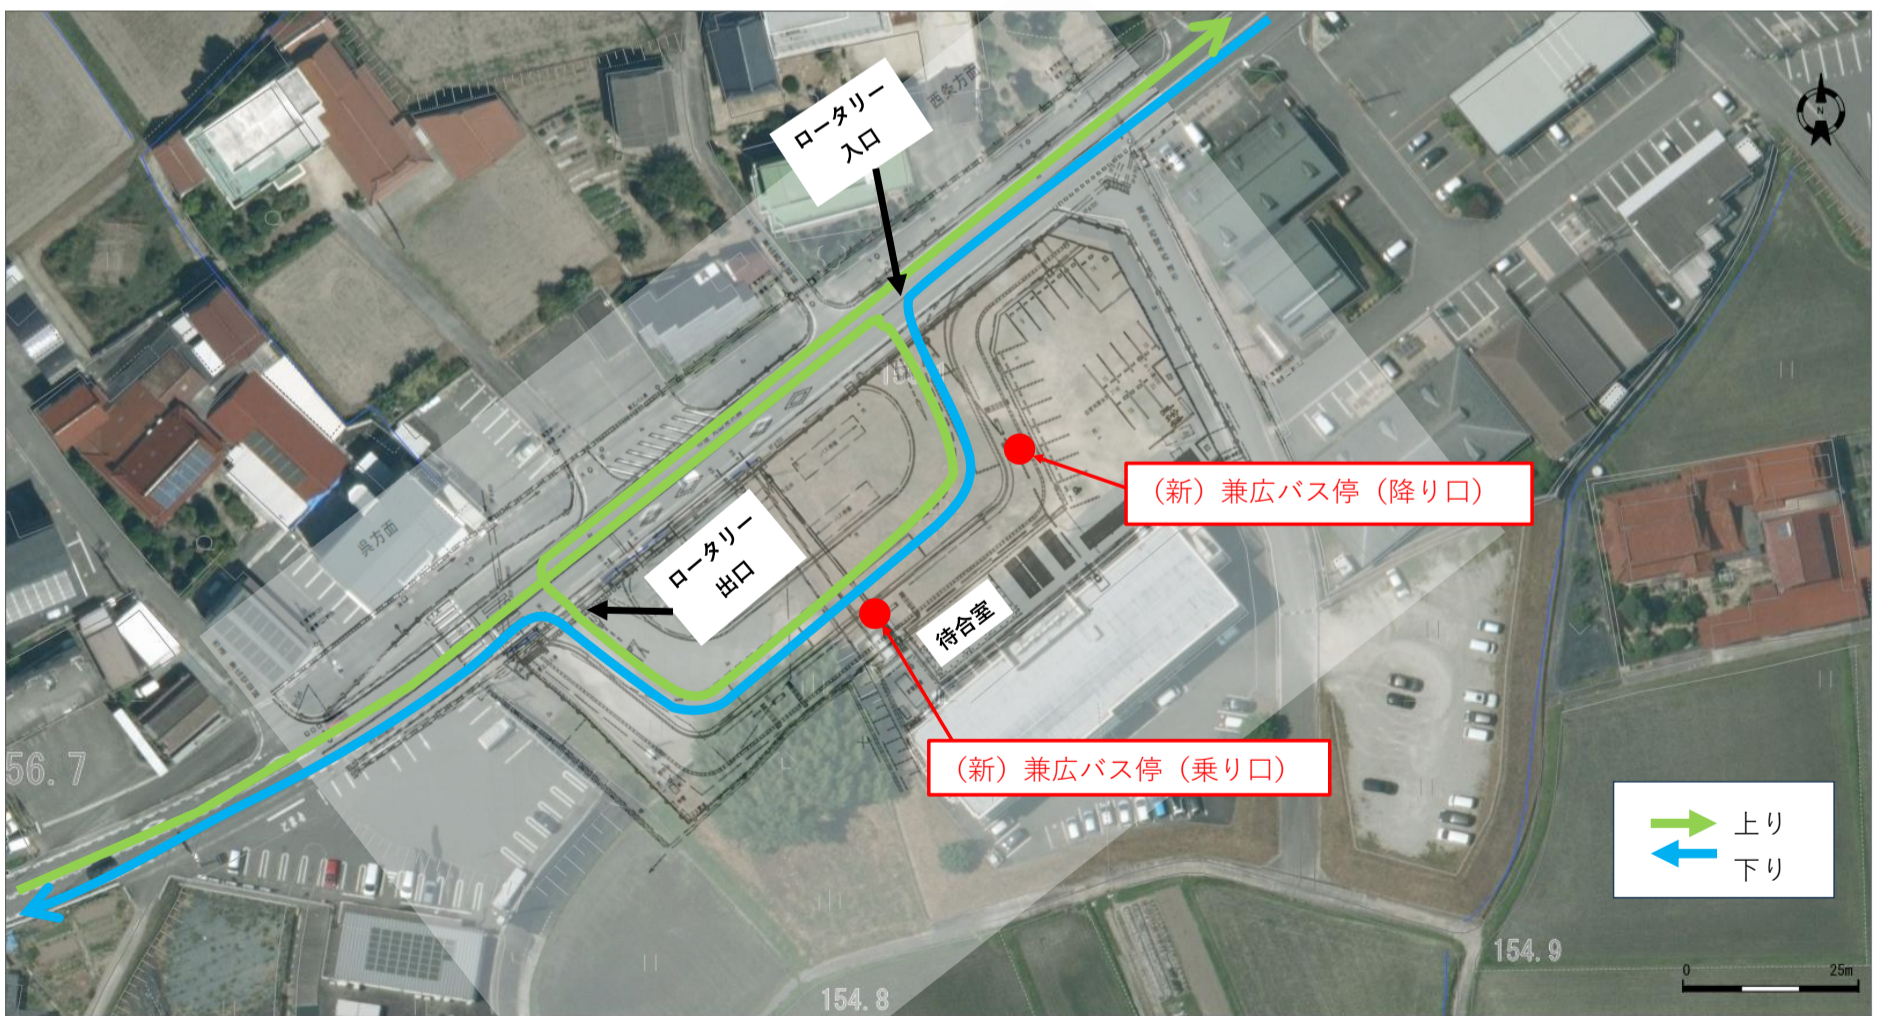 西条方面
ロータリー
入口
N
(新)兼広バス停(降り口)
呉方面
ロータリー
出口
待合室
(新)兼広バス停(乗り口)
56.7
上り
下り
154.9
154.8
0 25m